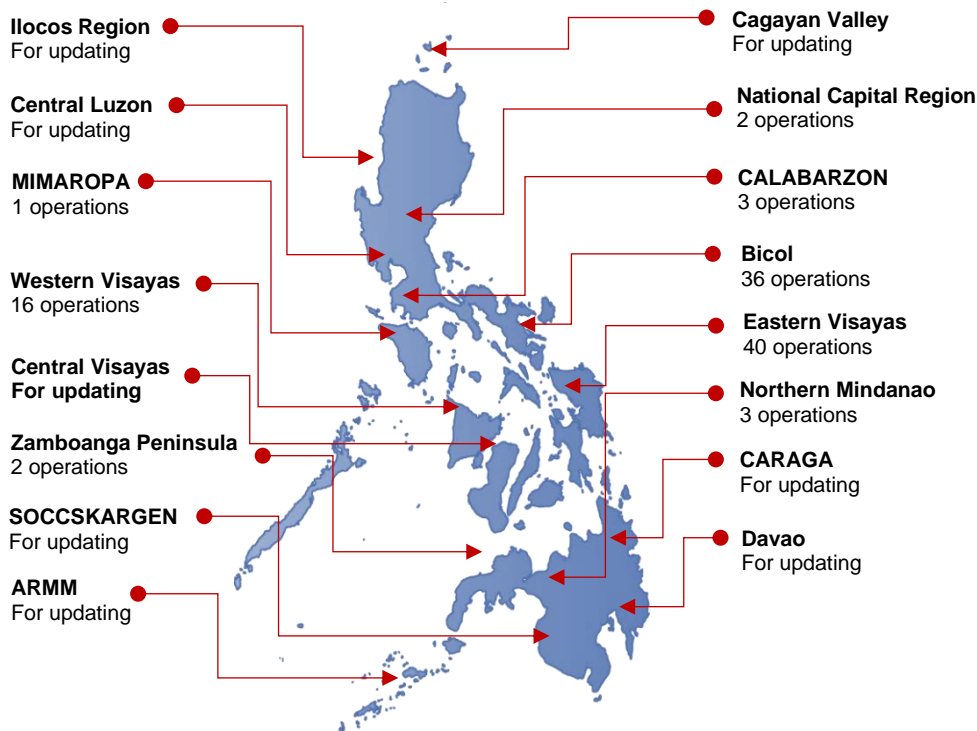 Ilocos Region
For updating
Central Luzon
For updating
MIMAROPA
1 operations
Western Visayas
16 operations
Central Visayas
For updating
Zamboanga Peninsula
2 operations
SOCCSKARGEN
For updating
ARMM
For updating
Cagayan Valley
For updating
National Capital Region
2 operations
CALABARZON
3 operations
Bicol
36 operations
Eastern Visayas
40 operations
Northern Mindanao
3 operations
CARAGA
For updating
Davao
For updating